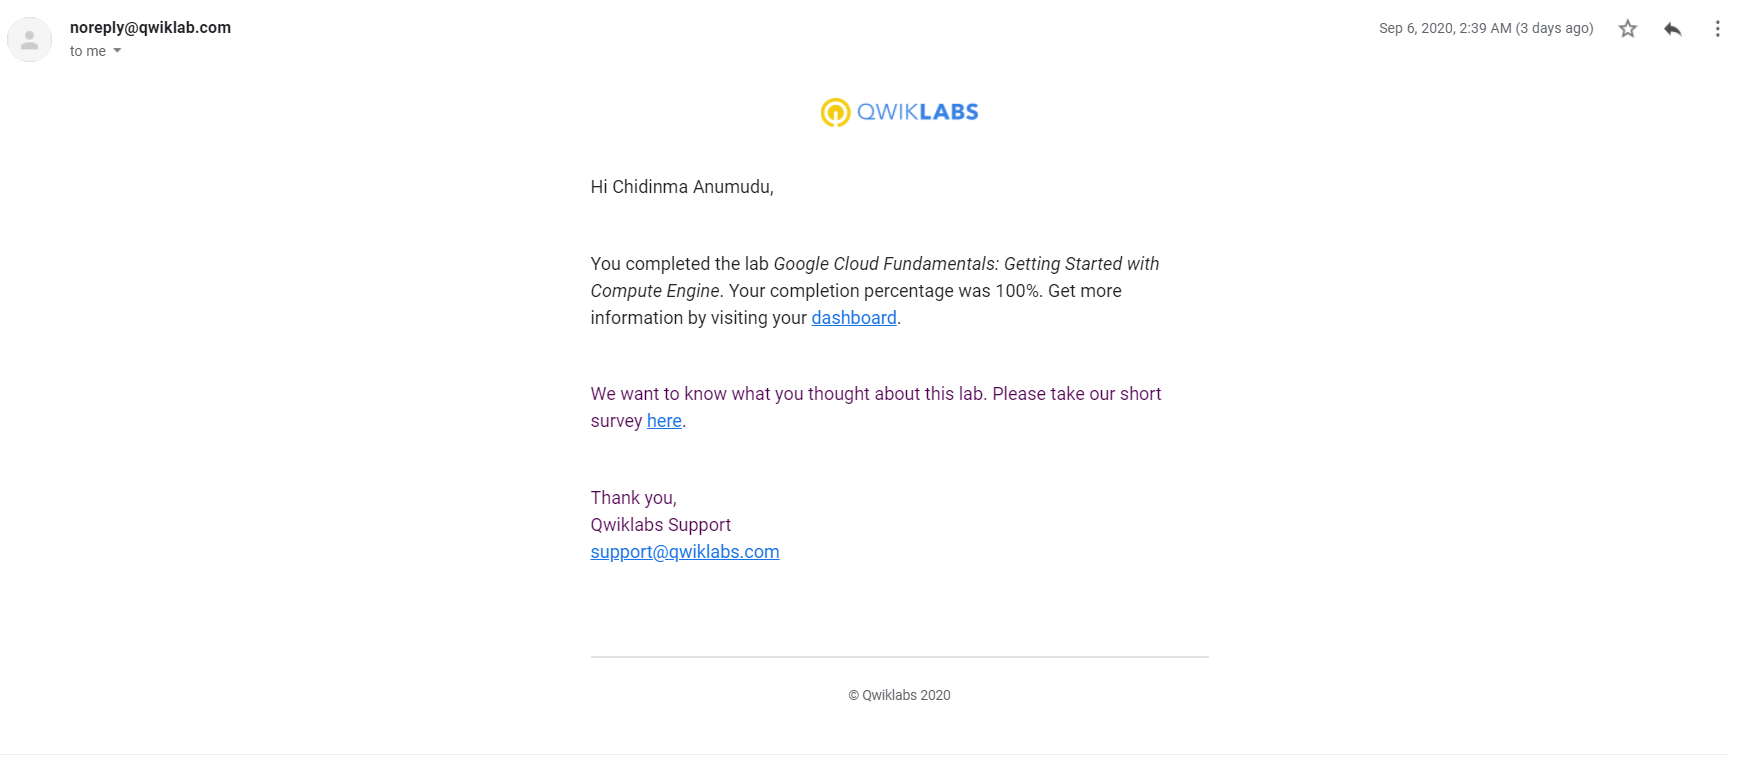 noreply@qwiklab.com
Sep 6, 2020, 2:39 AM (3 days ago)
to me
QWIKLABS
Hi Chidinma Anumudu,
You completed the lab Google Cloud Fundamentals: Getting Started with
Compute Engine. Your completion percentage was 100%. Get more
information by visiting your dashboard.
We want to know what you thought about this lab. Please take our short
survey here.
Thank you,
Qwiklabs Support
support@qwiklabs.com
© Qwiklabs 2020